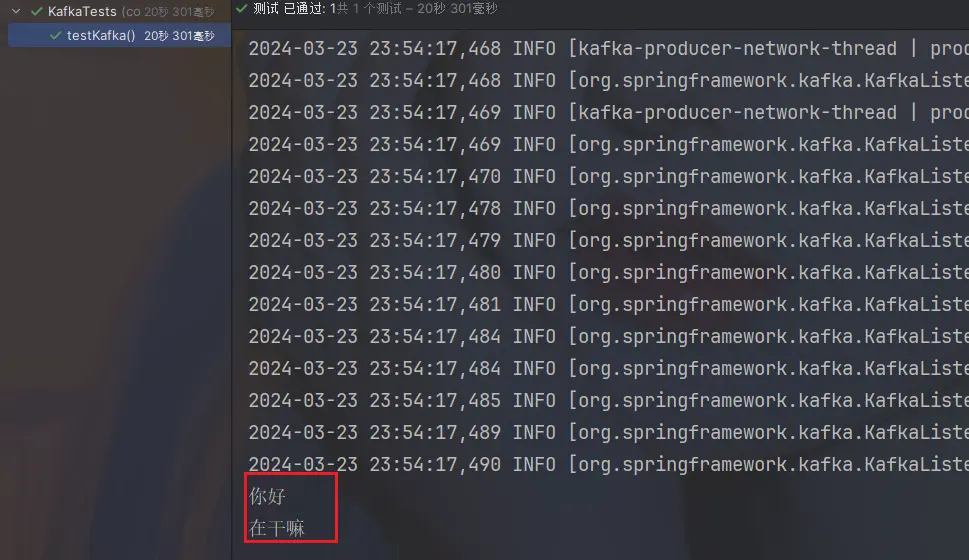 KafkaTests (co 20秒 301毫秒
testKafka() 20秒 301毫秒
测试 已通过: 1共 1 个测试 – 20秒 301毫秒
2024-03-23 23:54:17,468 INFO [kafka-producer-network-thread | prod
2024-03-23 23:54:17,468 INFO [org.springframework.kafka.KafkaListe
2024-03-23 23:54:17,469 INFO [kafka-producer-network-thread | prod
2024-03-23 23:54:17,469 INFO [org.springframework.kafka.KafkaListe
2024-03-23 23:54:17,470 INFO [org.springframework.kafka.KafkaListe
2024-03-23 23:54:17,478 INFO [org.springframework.kafka.KafkaListe
2024-03-23 23:54:17,479 INFO [org.springframework.kafka.KafkaListe
2024-03-23 23:54:17,480 INFO [org.springframework.kafka.KafkaListe
2024-03-23 23:54:17,481 INFO [org.springframework.kafka.KafkaListe
2024-03-23 23:54:17,484 INFO [org.springframework.kafka.KafkaListe
2024-03-23 23:54:17,484 INFO [org.springframework.kafka.KafkaListe
2024-03-23 23:54:17,485 INFO [org.springframework.kafka.KafkaListe
2024-03-23 23:54:17,489 INFO [org.springframework.kafka.KafkaListe
2024-03-23 23:54:17,490 INFO [org.springframework.kafka.KafkaListe
你好
在干嘛